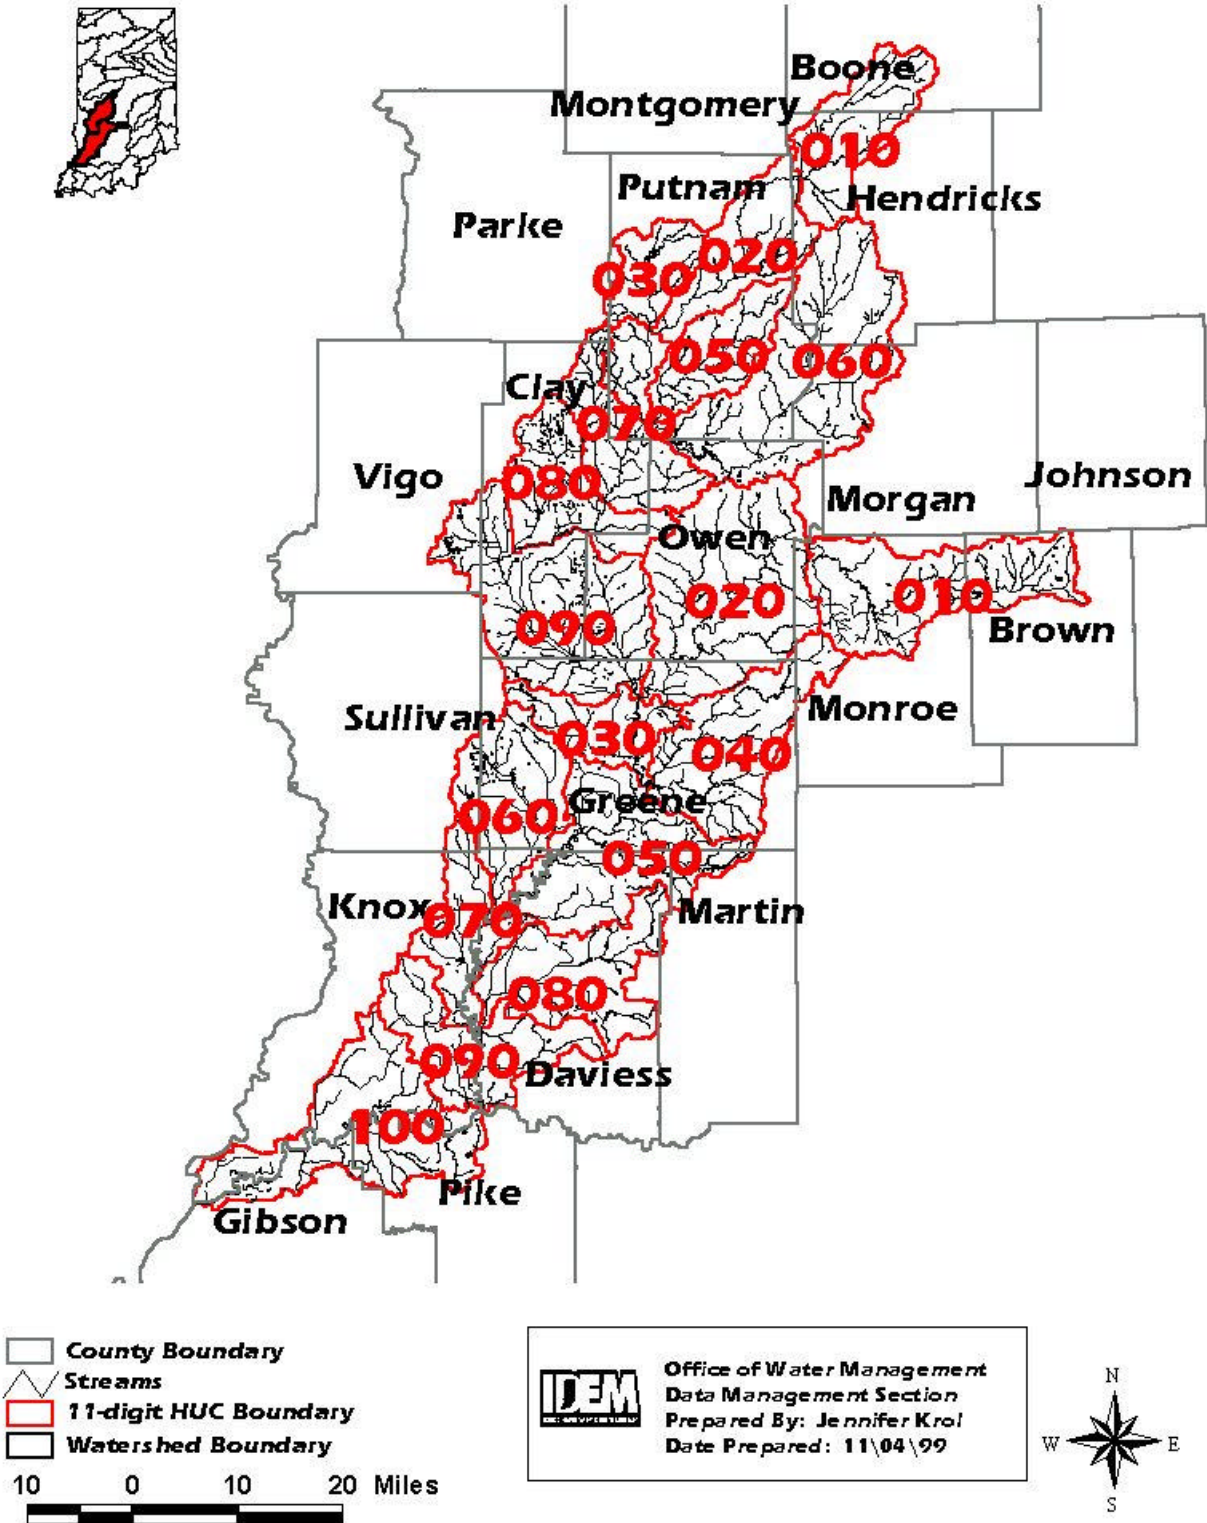 Boone
Montgomery
010
Putnam
Hendricks
Parke
020
030
050
060
Clay
070
Vigo
080
Johnson
Morgan
Owen
010
020
090
Brown
Sullivan
Monroe
030
040
Greene
060
050
Knox
070
Martin
080
090
Daviess
100
Pike
Gibson
County Boundary
Streams
11-digit HUC Boundary
Watershed Boundary
10 0 10 20 Miles
IDEM
Office of Water Management
Data Management Section
Prepared By: Jennifer Krol
Date Prepared: 11\04\99
N
W E
S